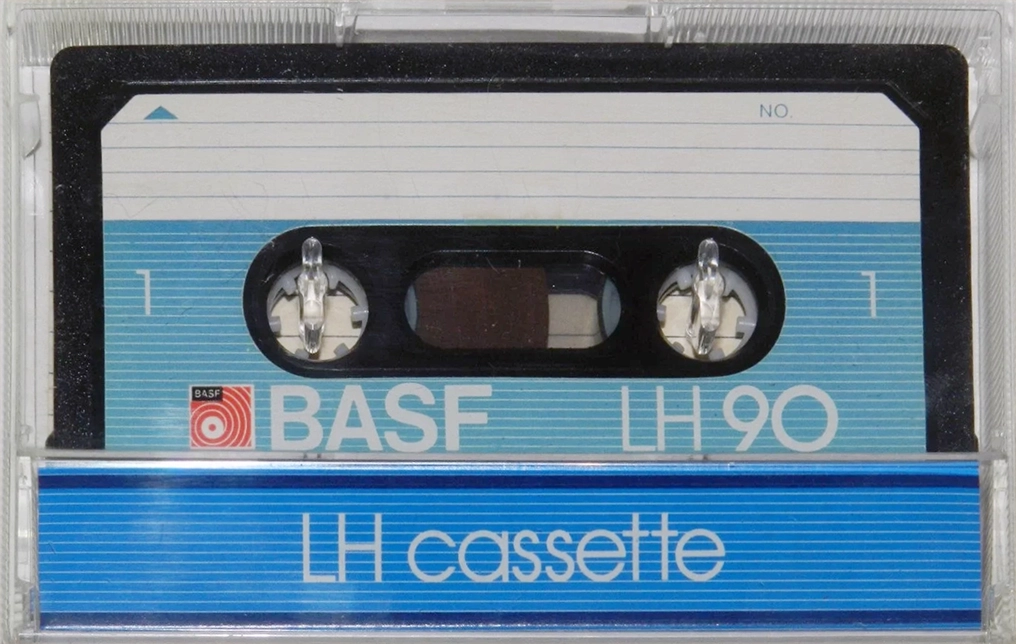 NO.
1 1
BASF
BASF LH 90
LH cassette